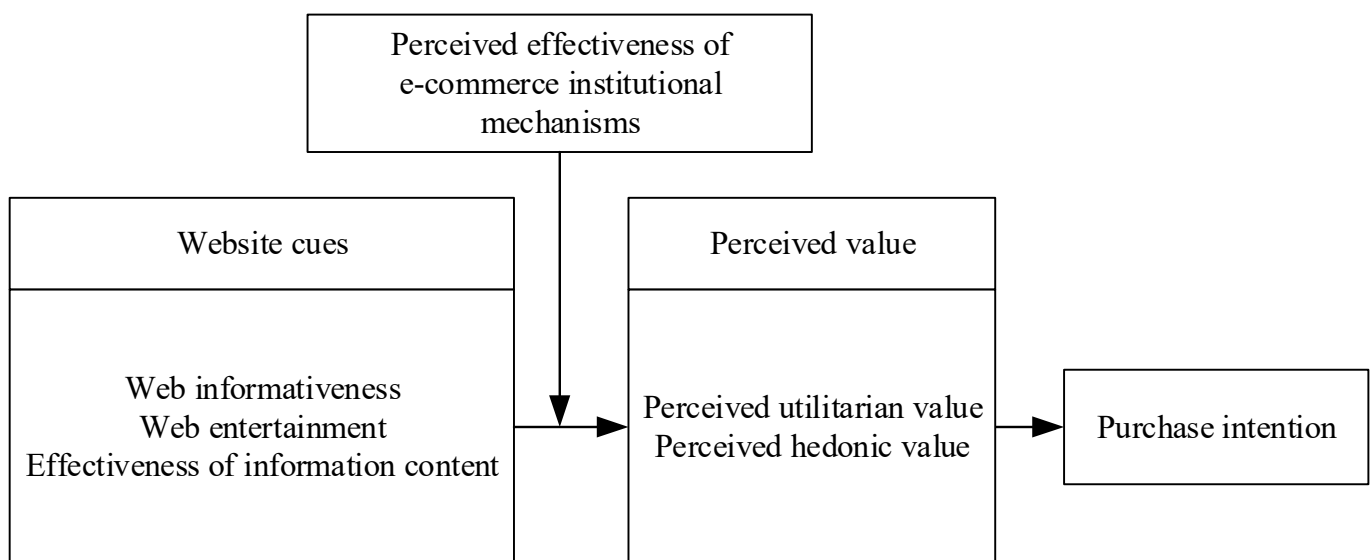 Perceived effectiveness of
e-commerce institutional
mechanisms
Website cues
Perceived value
Web informativeness
Web entertainment
Effectiveness of information content
Perceived utilitarian value
Perceived hedonic value
Purchase intention